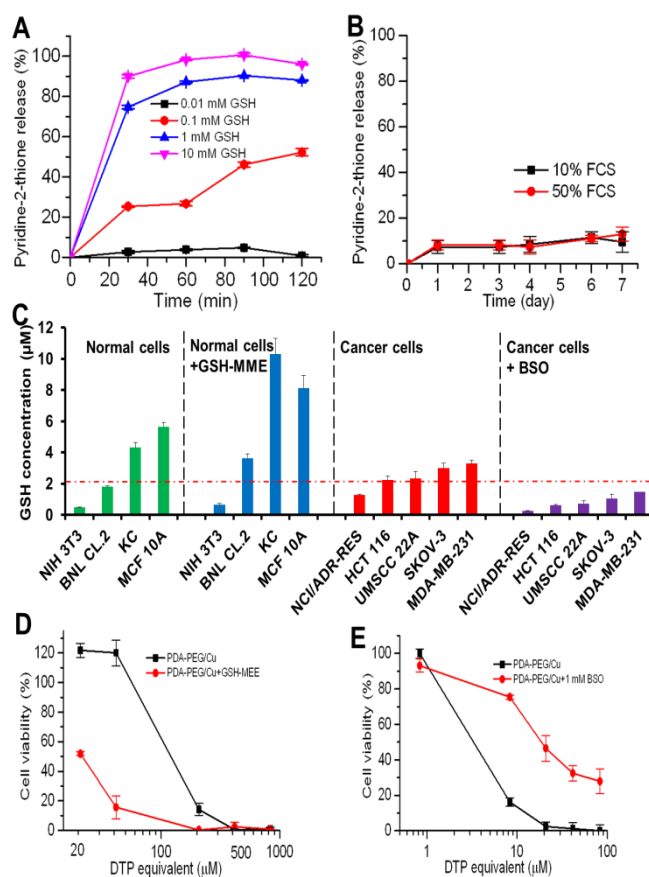 A
Pyridine-2-thione release (%)
100
80
60
40
20
0
0.01 mM GSH
0.1 mM GSH
1 mM GSH
10 mM GSH
0 20 40 60 80 100 120
Time (min)
B
Pyridine-2-thione release (%)
100
80
60
40
20
0
10% FCS
50% FCS
0 1 2 3 4 5 6 7
Time (day)
C
GSH concentration (μM)
12
10
8
6
4
2
0
Normal cells
Normal cells
+GSH-MME
Cancer cells
Cancer cells
+ BSO
NIH 3T3
BNL CL.2
KC
MCF 10A
NIH 3T3
BNL CL.2
KC
MCF 10A
NCI/ADR-RES
HCT 116
UMSCC 22A
SKOV-3
MDA-MB-231
NCI/ADR-RES
HCT 116
UMSCC 22A
SKOV-3
MDA-MB-231
D
Cell viability (%)
120
100
80
60
40
20
0
PDA-PEG/Cu
PDA-PEG/Cu+GSH-MEE
20 100 500 1000
DTP equivalent (μM)
E
Cell viability (%)
100
80
60
40
20
0
PDA-PEG/Cu
PDA-PEG/Cu+1 mM BSO
1 10 100
DTP equivalent (μM)